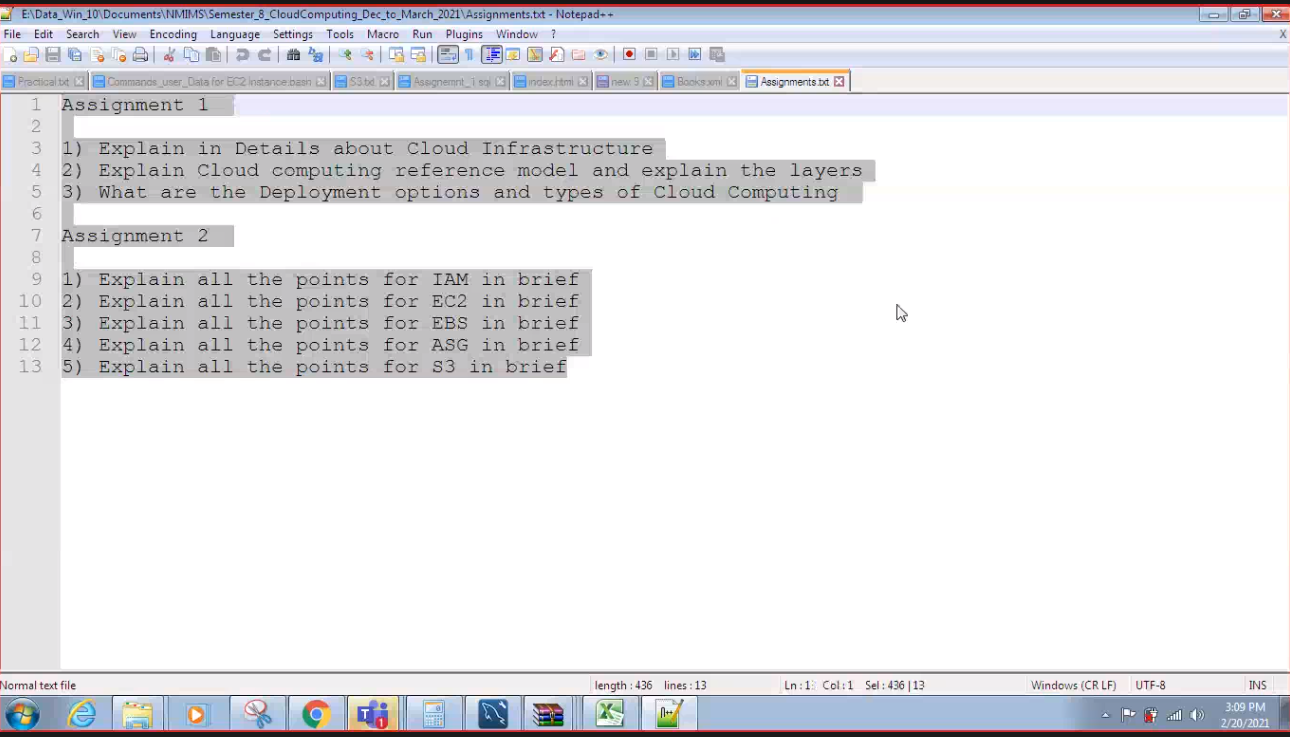 E:\Data_Win_10\Documents\NMIMS\Semester_8_CloudComputing_Dec_to_March_2021\Assignments.txt - Notepad++
File Edit Search View Encoding Language Settings Tools Macro Run Plugins Window ? X
Practical.txt Commands_user_Data for EC2 Instance.bash S3.txt Assignemnt_1.sql index.html new 3 Books.xml Assignments.txt
1 Assignment 1
2
3 1) Explain in Details about Cloud Infrastructure
4 2) Explain Cloud computing reference model and explain the layers
5 3) What are the Deployment options and types of Cloud Computing
6
7 Assignment 2
8
9 1) Explain all the points for IAM in brief
10 2) Explain all the points for EC2 in brief
11 3) Explain all the points for EBS in brief
12 4) Explain all the points for ASG in brief
13 5) Explain all the points for S3 in brief
Normal text file length : 436 lines : 13 Ln : 1 Col : 1 Sel : 436 | 13 Windows (CR LF) UTF-8 INS
3:09 PM
2/20/2021